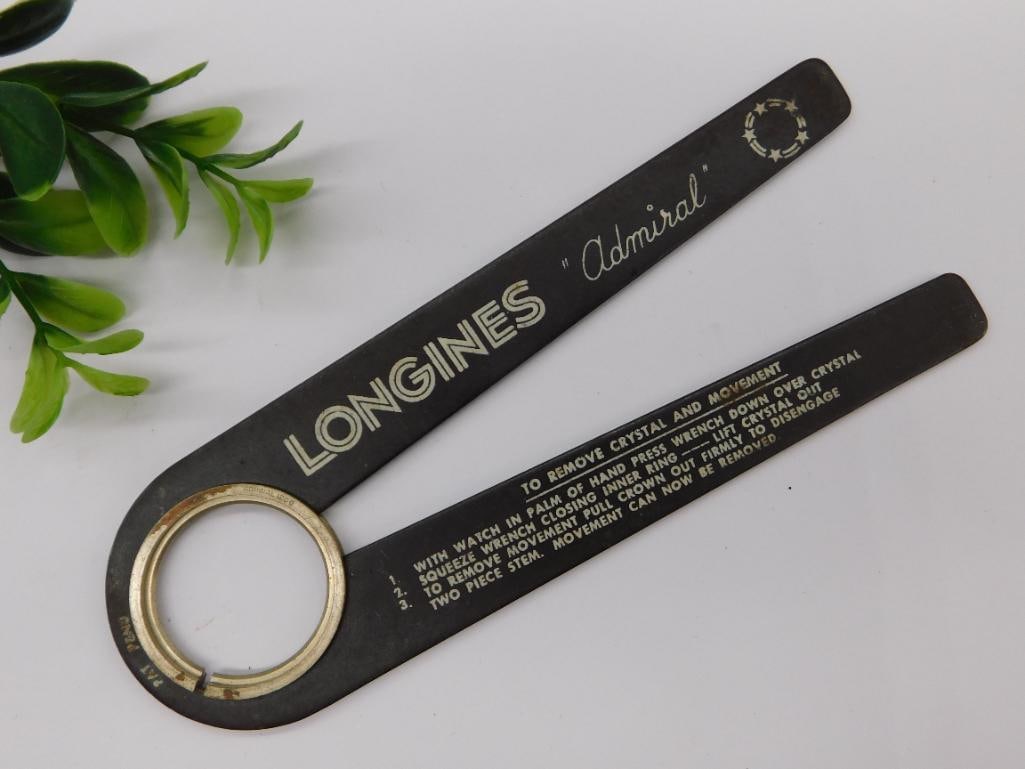 LONGINES
"Admiral"
TO REMOVE CRYSTAL AND MOVEMENT
1. WITH WATCH IN PALM OF HAND PRESS WRENCH DOWN OVER CRYSTAL
2. SQUEEZE WRENCH CLOSING INNER RING — LIFT CRYSTAL OUT
3. TO REMOVE MOVEMENT PULL CROWN OUT FIRMLY TO DISENGAGE
TWO PIECE STEM. MOVEMENT CAN NOW BE REMOVED.
PAT PEND